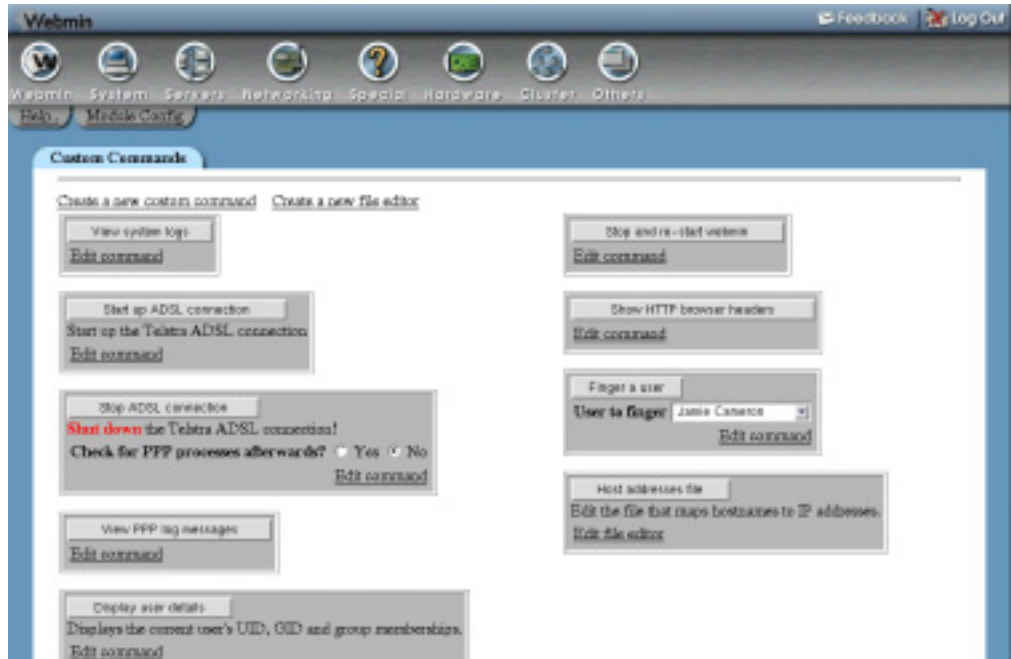 Webmin
Feedback Log Out
Webmin System Servers Networking Special Hardware Cluster Others
Help.. Module Config
Custom Commands
Create a new custom command Create a new file editor
View system logs
Edit command
Start up ADSL connection
Start up the Telstra ADSL connection
Edit command
Stop ADSL connection
Shut down the Telstra ADSL connection!
Check for PPP processes afterwards? Yes No
Edit command
View PPP log messages
Edit command
Display user details
Displays the current user's UID, GID and group memberships.
Edit command
Stop and re-start webmin
Edit command
Show HTTP browser headers
Edit command
Finger a user
User to finger Jamie Cameron
Edit command
Host addresses file
Edit the file that maps hostnames to IP addresses.
Edit file editor